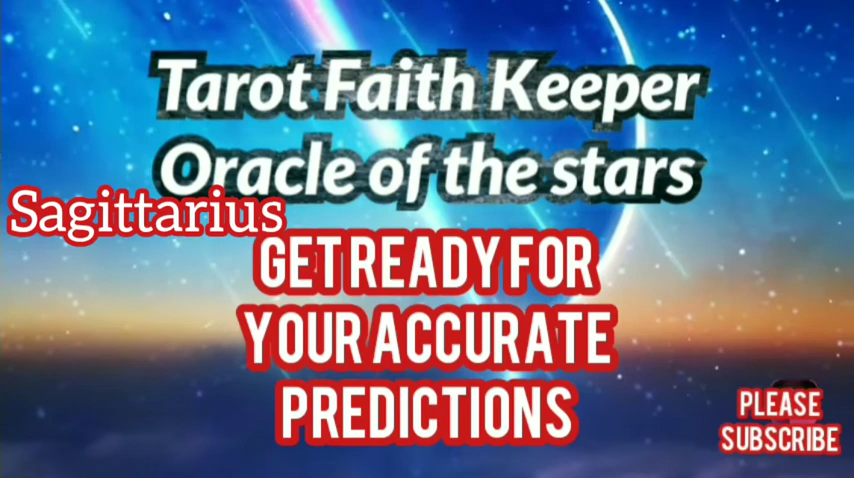 Tarot Faith Keeper
Oracle of the stars
Sagittarius
GET READY FOR
YOUR ACCURATE
PREDICTIONS
PLEASE
SUBSCRIBE